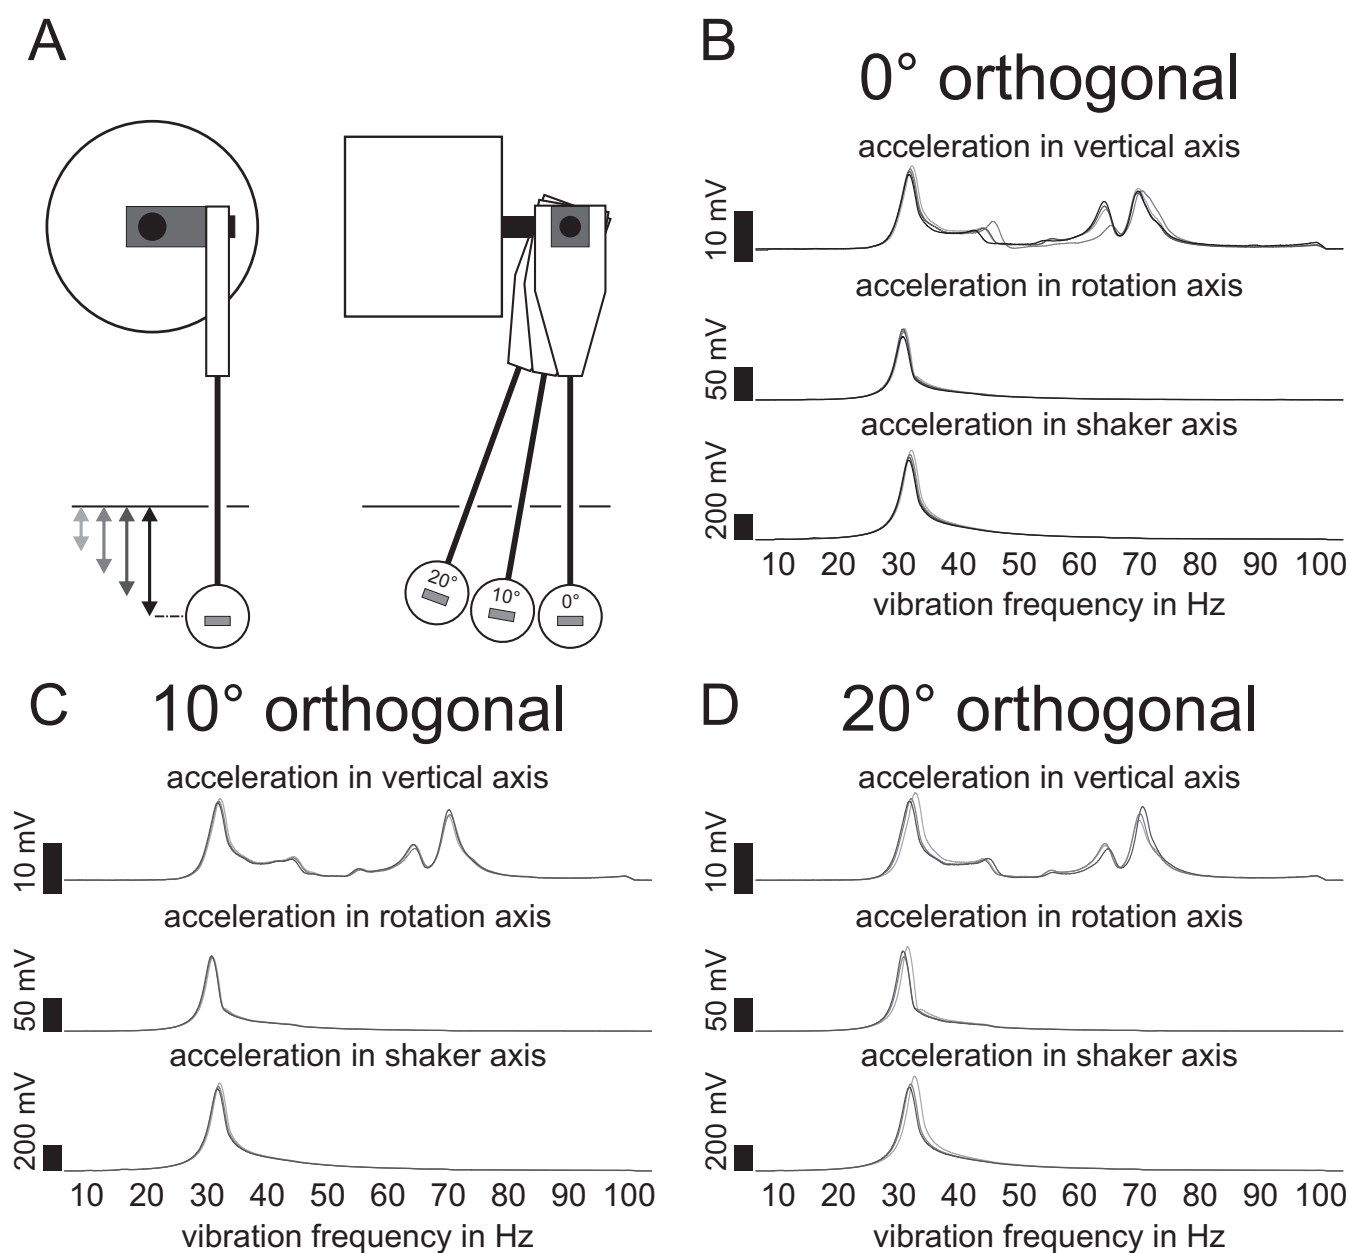 A
20°
10°
0°
B
0° orthogonal
acceleration in vertical axis
10 mV
acceleration in rotation axis
50 mV
acceleration in shaker axis
200 mV
10 20 30 40 50 60 70 80 90 100
vibration frequency in Hz
C
10° orthogonal
acceleration in vertical axis
10 mV
acceleration in rotation axis
50 mV
acceleration in shaker axis
200 mV
10 20 30 40 50 60 70 80 90 100
vibration frequency in Hz
D
20° orthogonal
acceleration in vertical axis
10 mV
acceleration in rotation axis
50 mV
acceleration in shaker axis
200 mV
10 20 30 40 50 60 70 80 90 100
vibration frequency in Hz